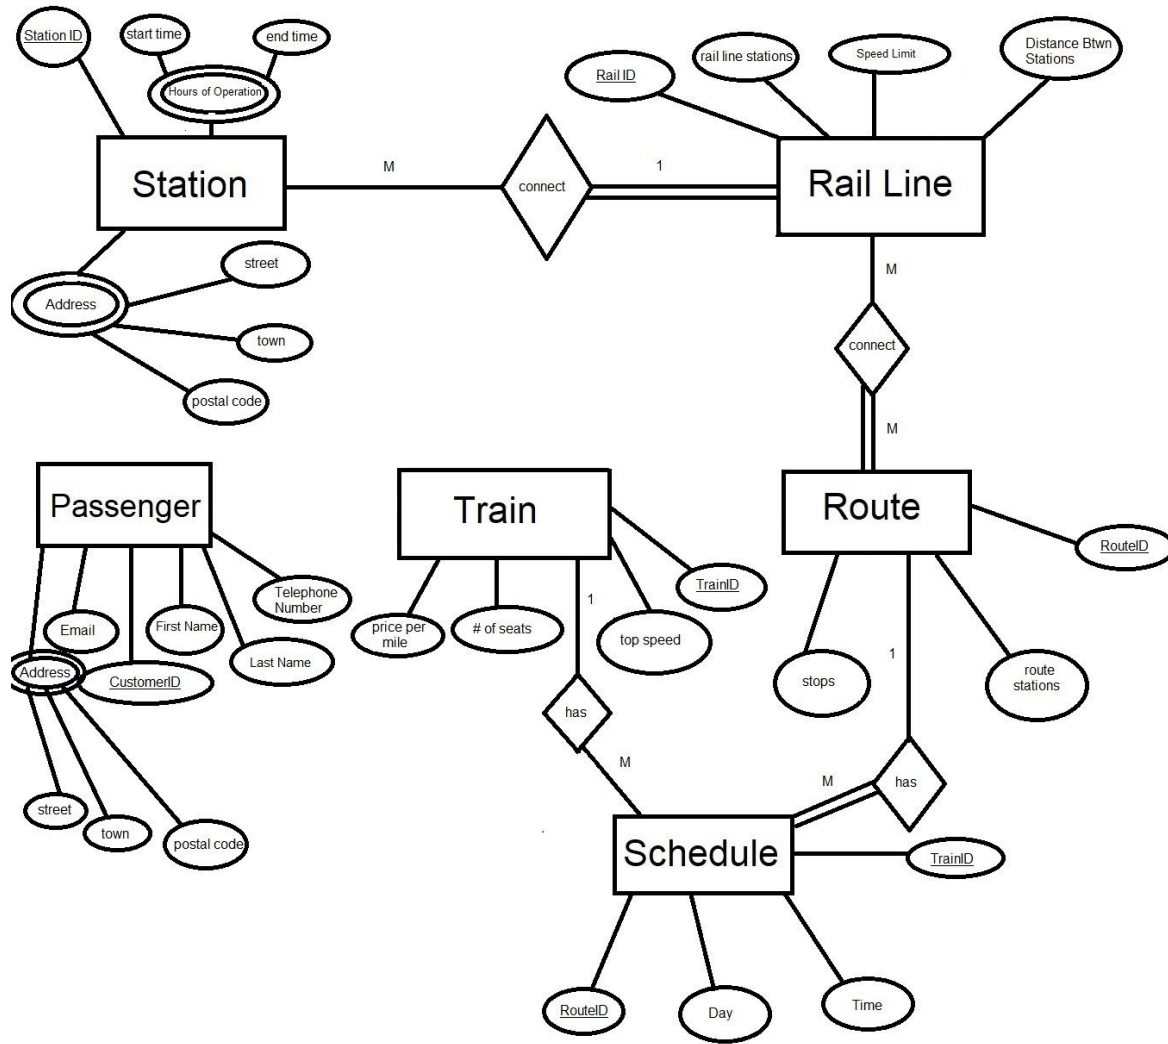 Station ID
start time
end time
Hours of Operation
Station
Address
street
town
postal code
M
connect
1
Rail ID
rail line stations
Speed Limit
Distance Btwn
Stations
Rail Line
M
connect
M
Route
RouteID
stops
route
stations
1
has
M
Passenger
Email
Address
CustomerID
First Name
Last Name
Telephone
Number
street
town
postal code
Train
price per
mile
# of seats
top speed
TrainID
1
has
M
Schedule
TrainID
RouteID
Day
Time